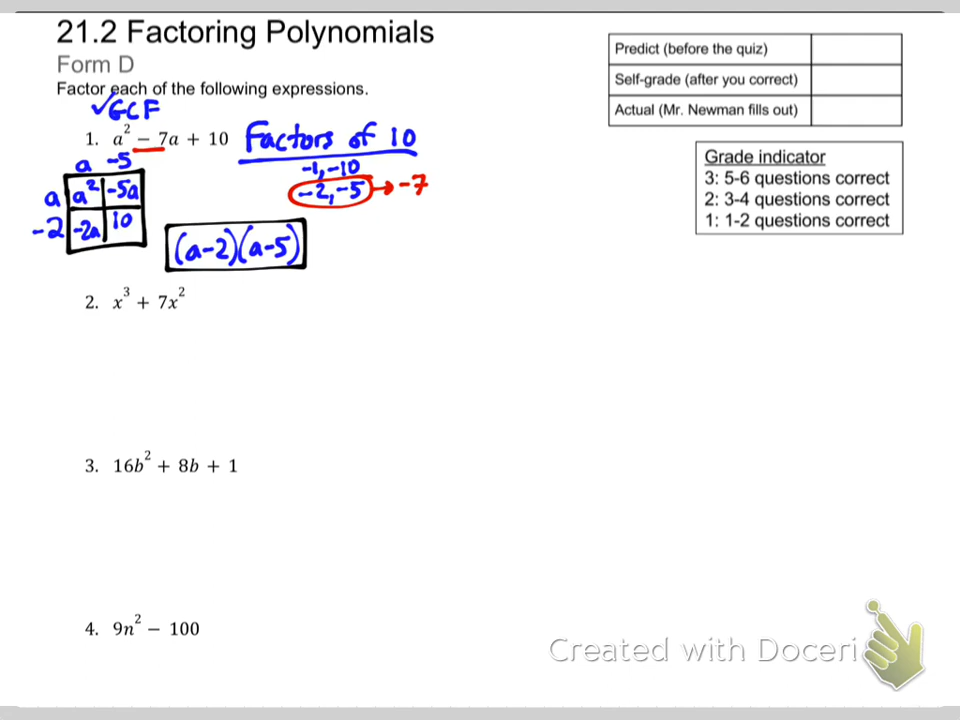 21.2 Factoring Polynomials
Form D
Factor each of the following expressions.
✓GCF
1. a² − 7a + 10
Factors of 10
-1, -10
-2, -5 → -7
a -5
a a² -5a
-2 -2a 10
(a-2)(a-5)
2. x³ + 7x²
3. 16b² + 8b + 1
4. 9n² − 100
Predict (before the quiz)
Self-grade (after you correct)
Actual (Mr. Newman fills out)
Grade indicator
3: 5-6 questions correct
2: 3-4 questions correct
1: 1-2 questions correct
Created with Doceri